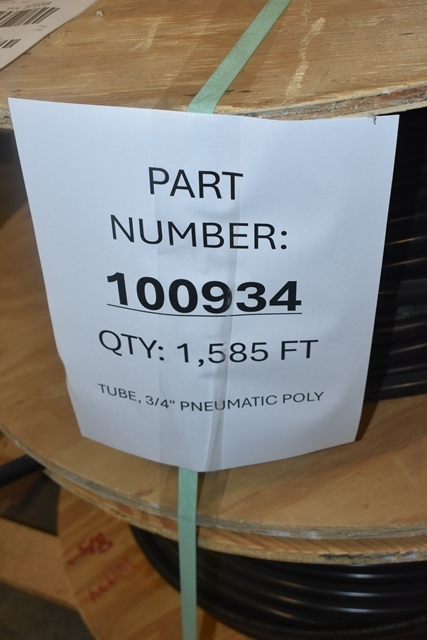 PART
NUMBER:
100934
QTY: 1,585 FT
TUBE, 3/4" PNEUMATIC POLY